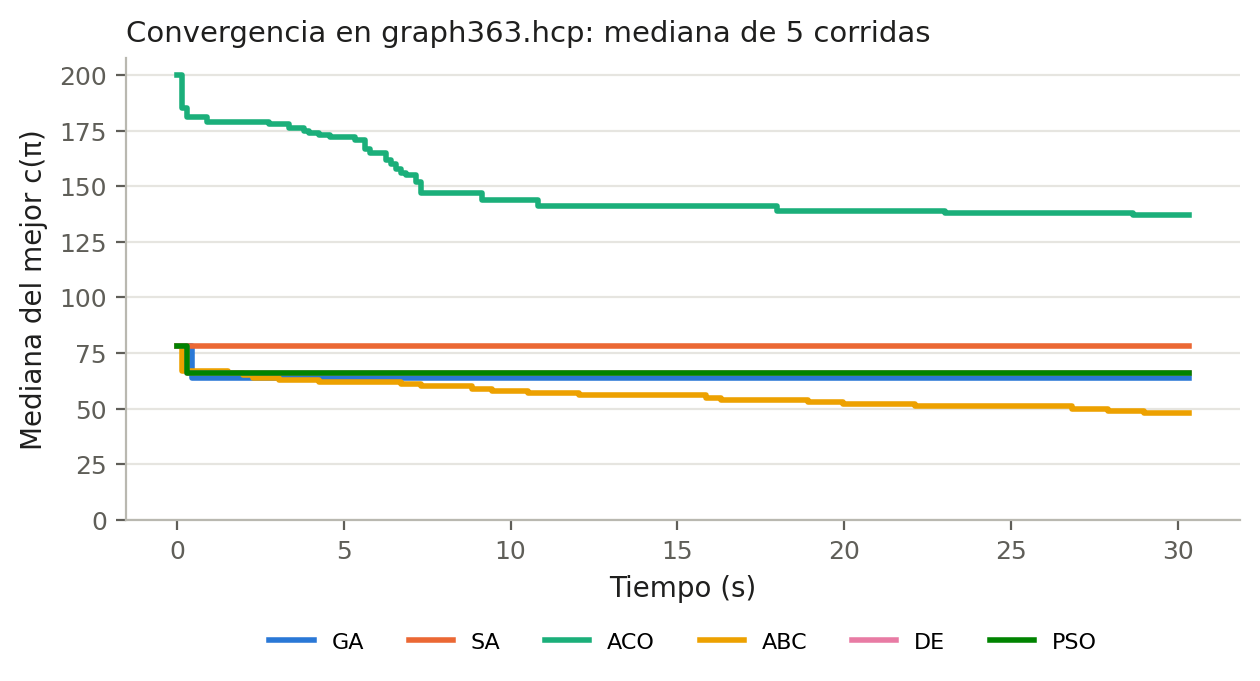 Convergencia en graph363.hcp: mediana de 5 corridas
Mediana del mejor c(π)
200
175
150
125
100
75
50
25
0
0 5 10 15 20 25 30
Tiempo (s)
GA SA ACO ABC DE PSO